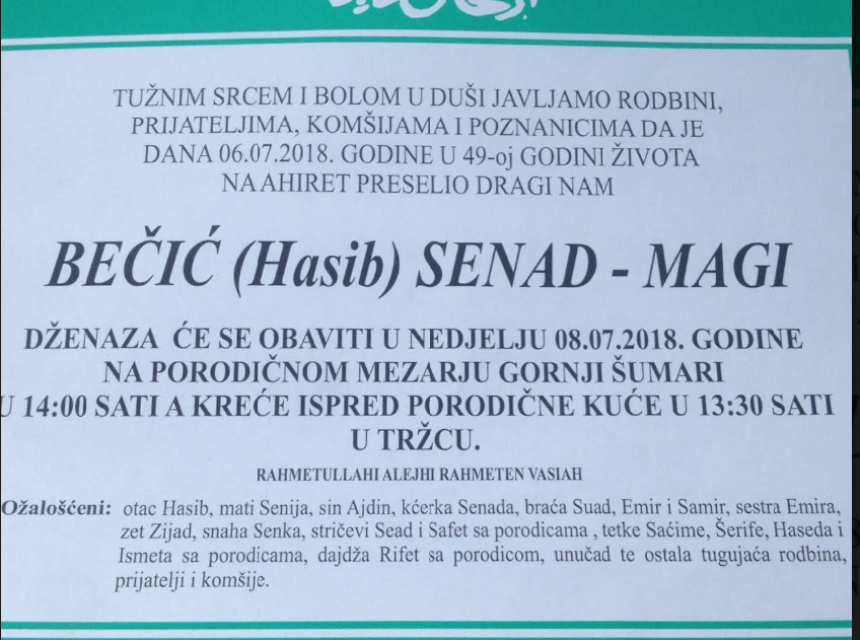 TUŽNIM SRCEM I BOLOM U DUŠI JAVLJAMO RODBINI,
PRIJATELJIMA, KOMŠIJAMA I POZNANICIMA DA JE
DANA 06.07.2018. GODINE U 49-oj GODINI ŽIVOTA
NA AHIRET PRESELIO DRAGI NAM
BEČIĆ (Hasib) SENAD - MAGI
DŽENAZA ĆE SE OBAVITI U NEDJELJU 08.07.2018. GODINE
NA PORODIČNOM MEZARJU GORNJI ŠUMARI
U 14:00 SATI A KREĆE ISPRED PORODIČNE KUĆE U 13:30 SATI
U TRŽCU.
RAHMETULLAHI ALEJHI RAHMETEN VASIAH
Ožalošćeni: otac Hasib, mati Senija, sin Ajdin, kćerka Senada, braća Suad, Emir i Samir, sestra Emira,
zet Zijad, snaha Senka, stričevi Sead i Safet sa porodicama , tetke Saćime, Šerife, Haseda i
Ismeta sa porodicama, dajdža Rifet sa porodicom, unučad te ostala tugujaća rodbina,
prijatelji i komšije.